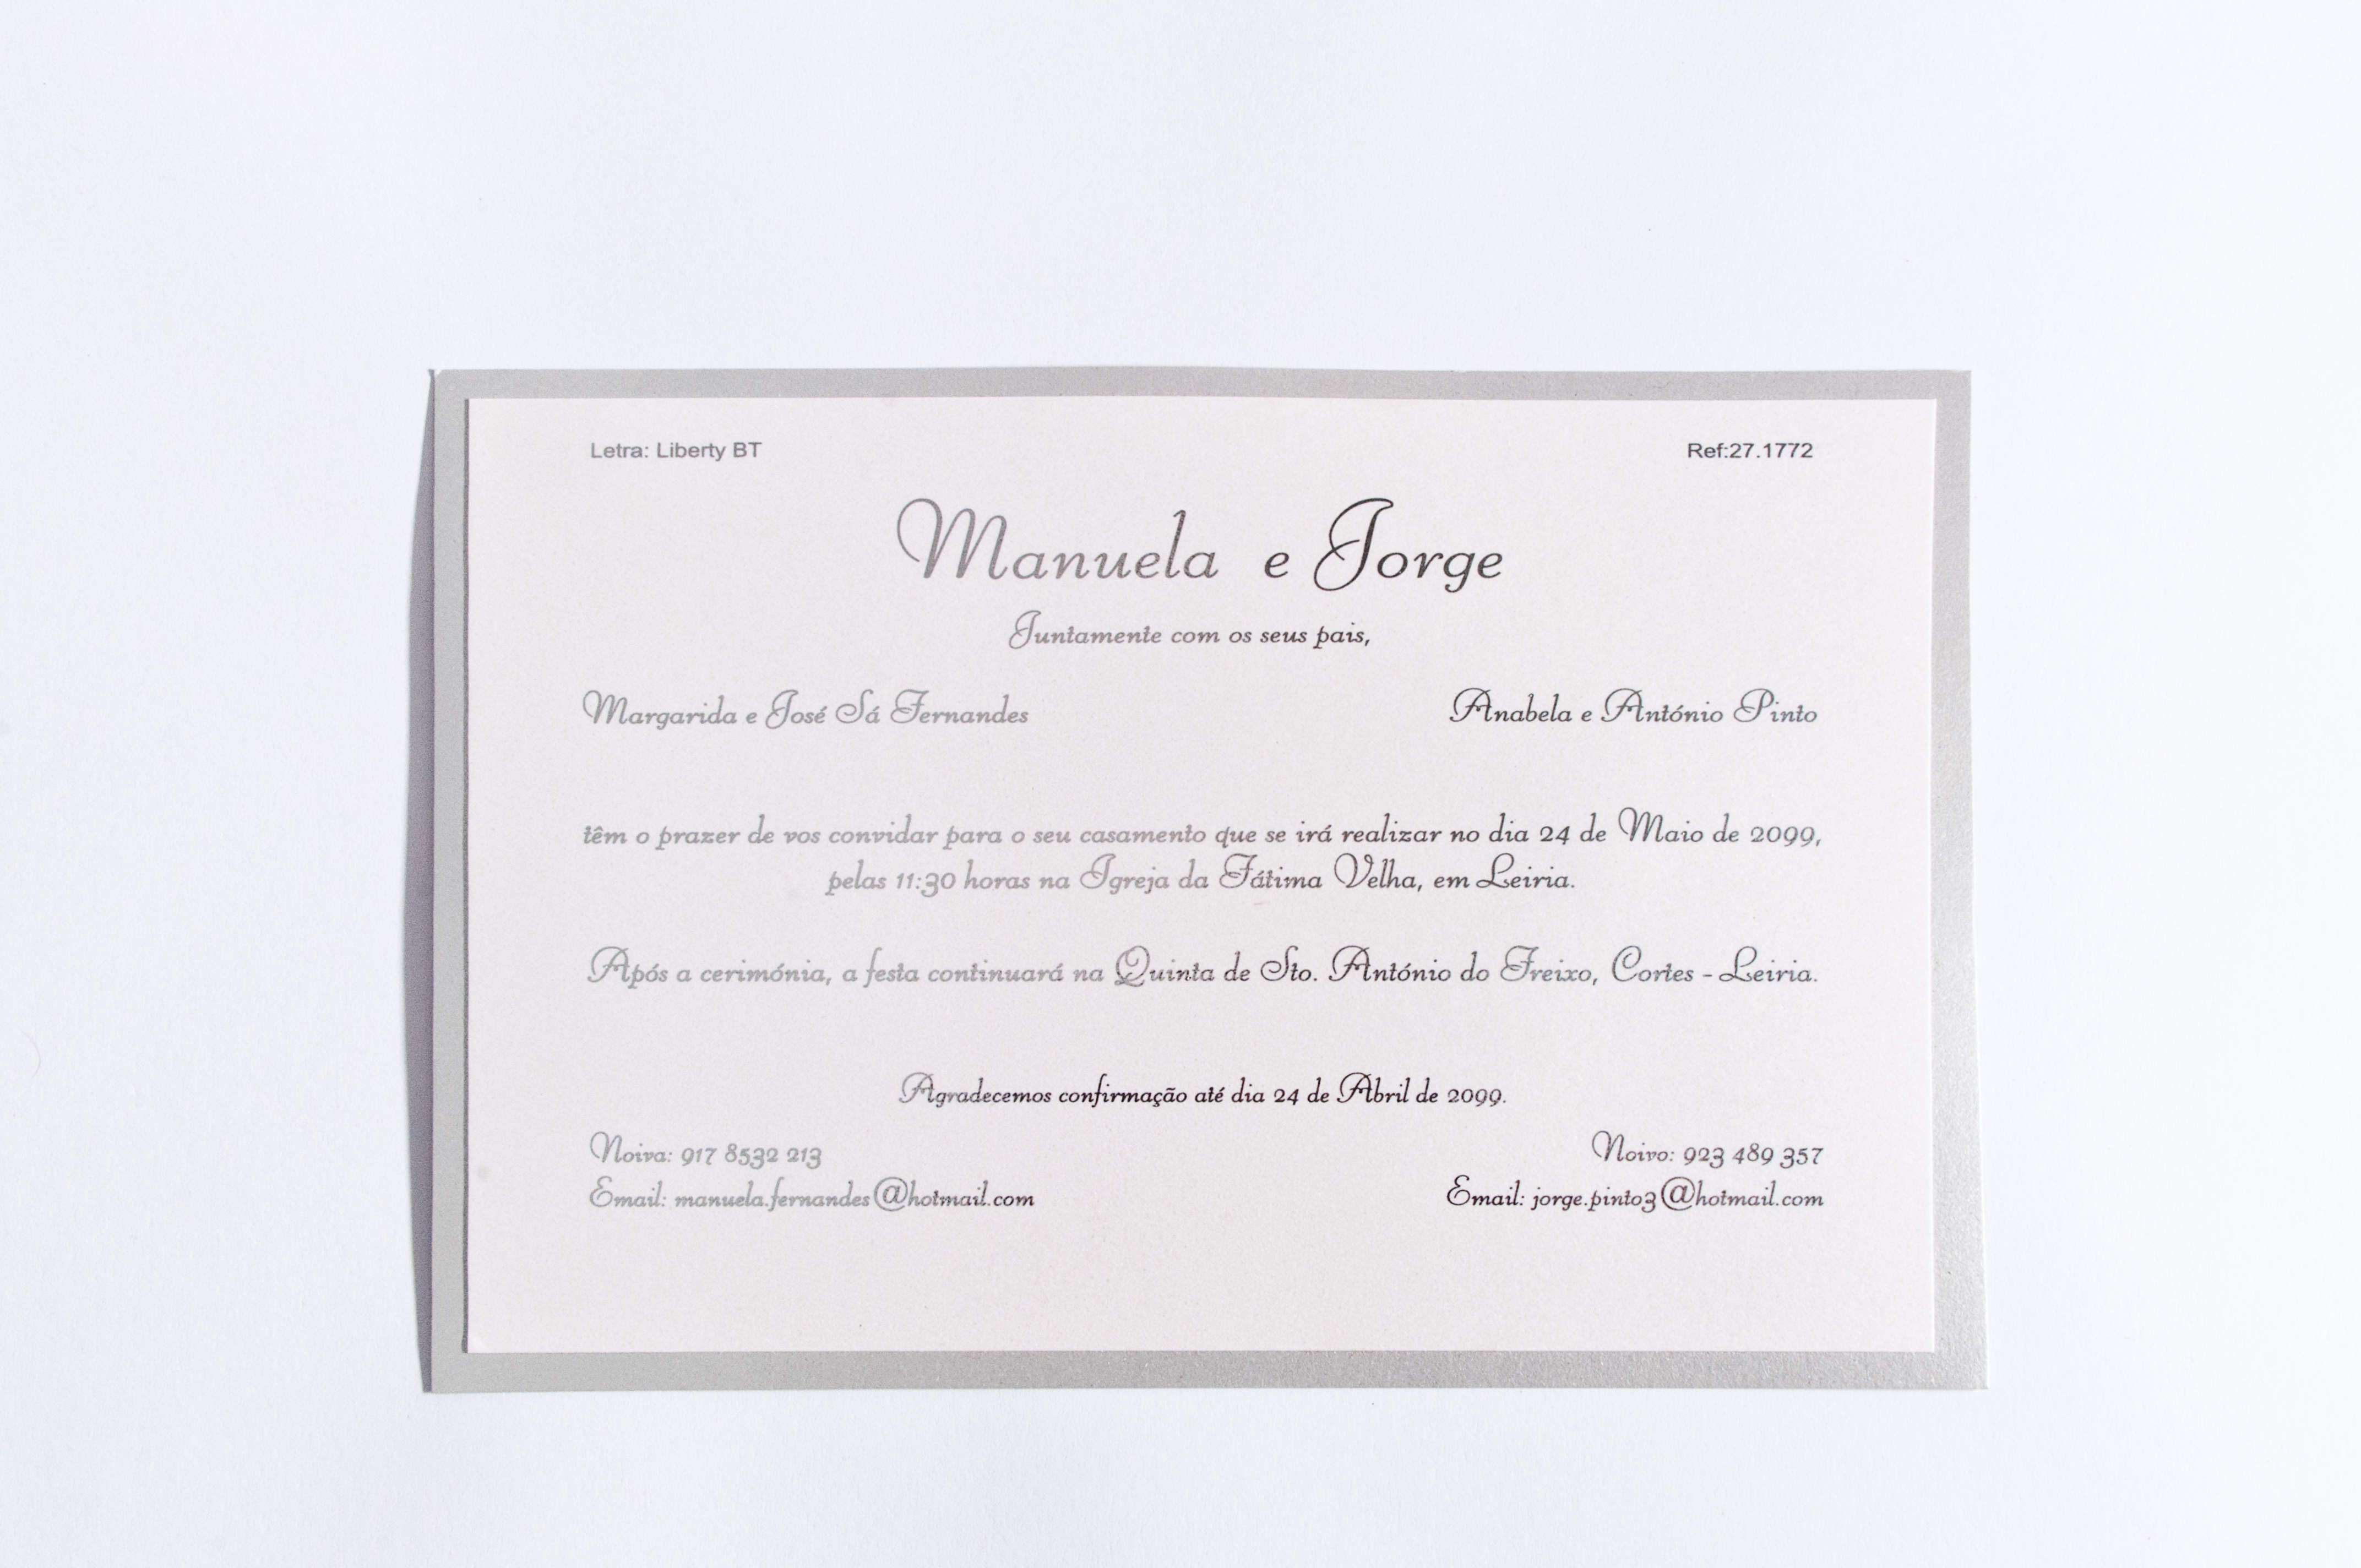 Letra: Liberty BT Ref:27.1772
Manuela e Jorge
Juntamente com os seus pais,
Margarida e José Sá Fernandes Anabela e António Pinto
têm o prazer de vos convidar para o seu casamento que se irá realizar no dia 24 de Maio de 2099,
pelas 11:30 horas na Igreja da Fátima Velha, em Leiria.
Após a cerimónia, a festa continuará na Quinta de Sto. António do Freixo, Cortes - Leiria.
Agradecemos confirmação até dia 24 de Abril de 2099.
Noiva: 917 8532 213 Noivo: 923 489 357
Email: manuela.fernandes@hotmail.com Email: jorge.pinto3@hotmail.com